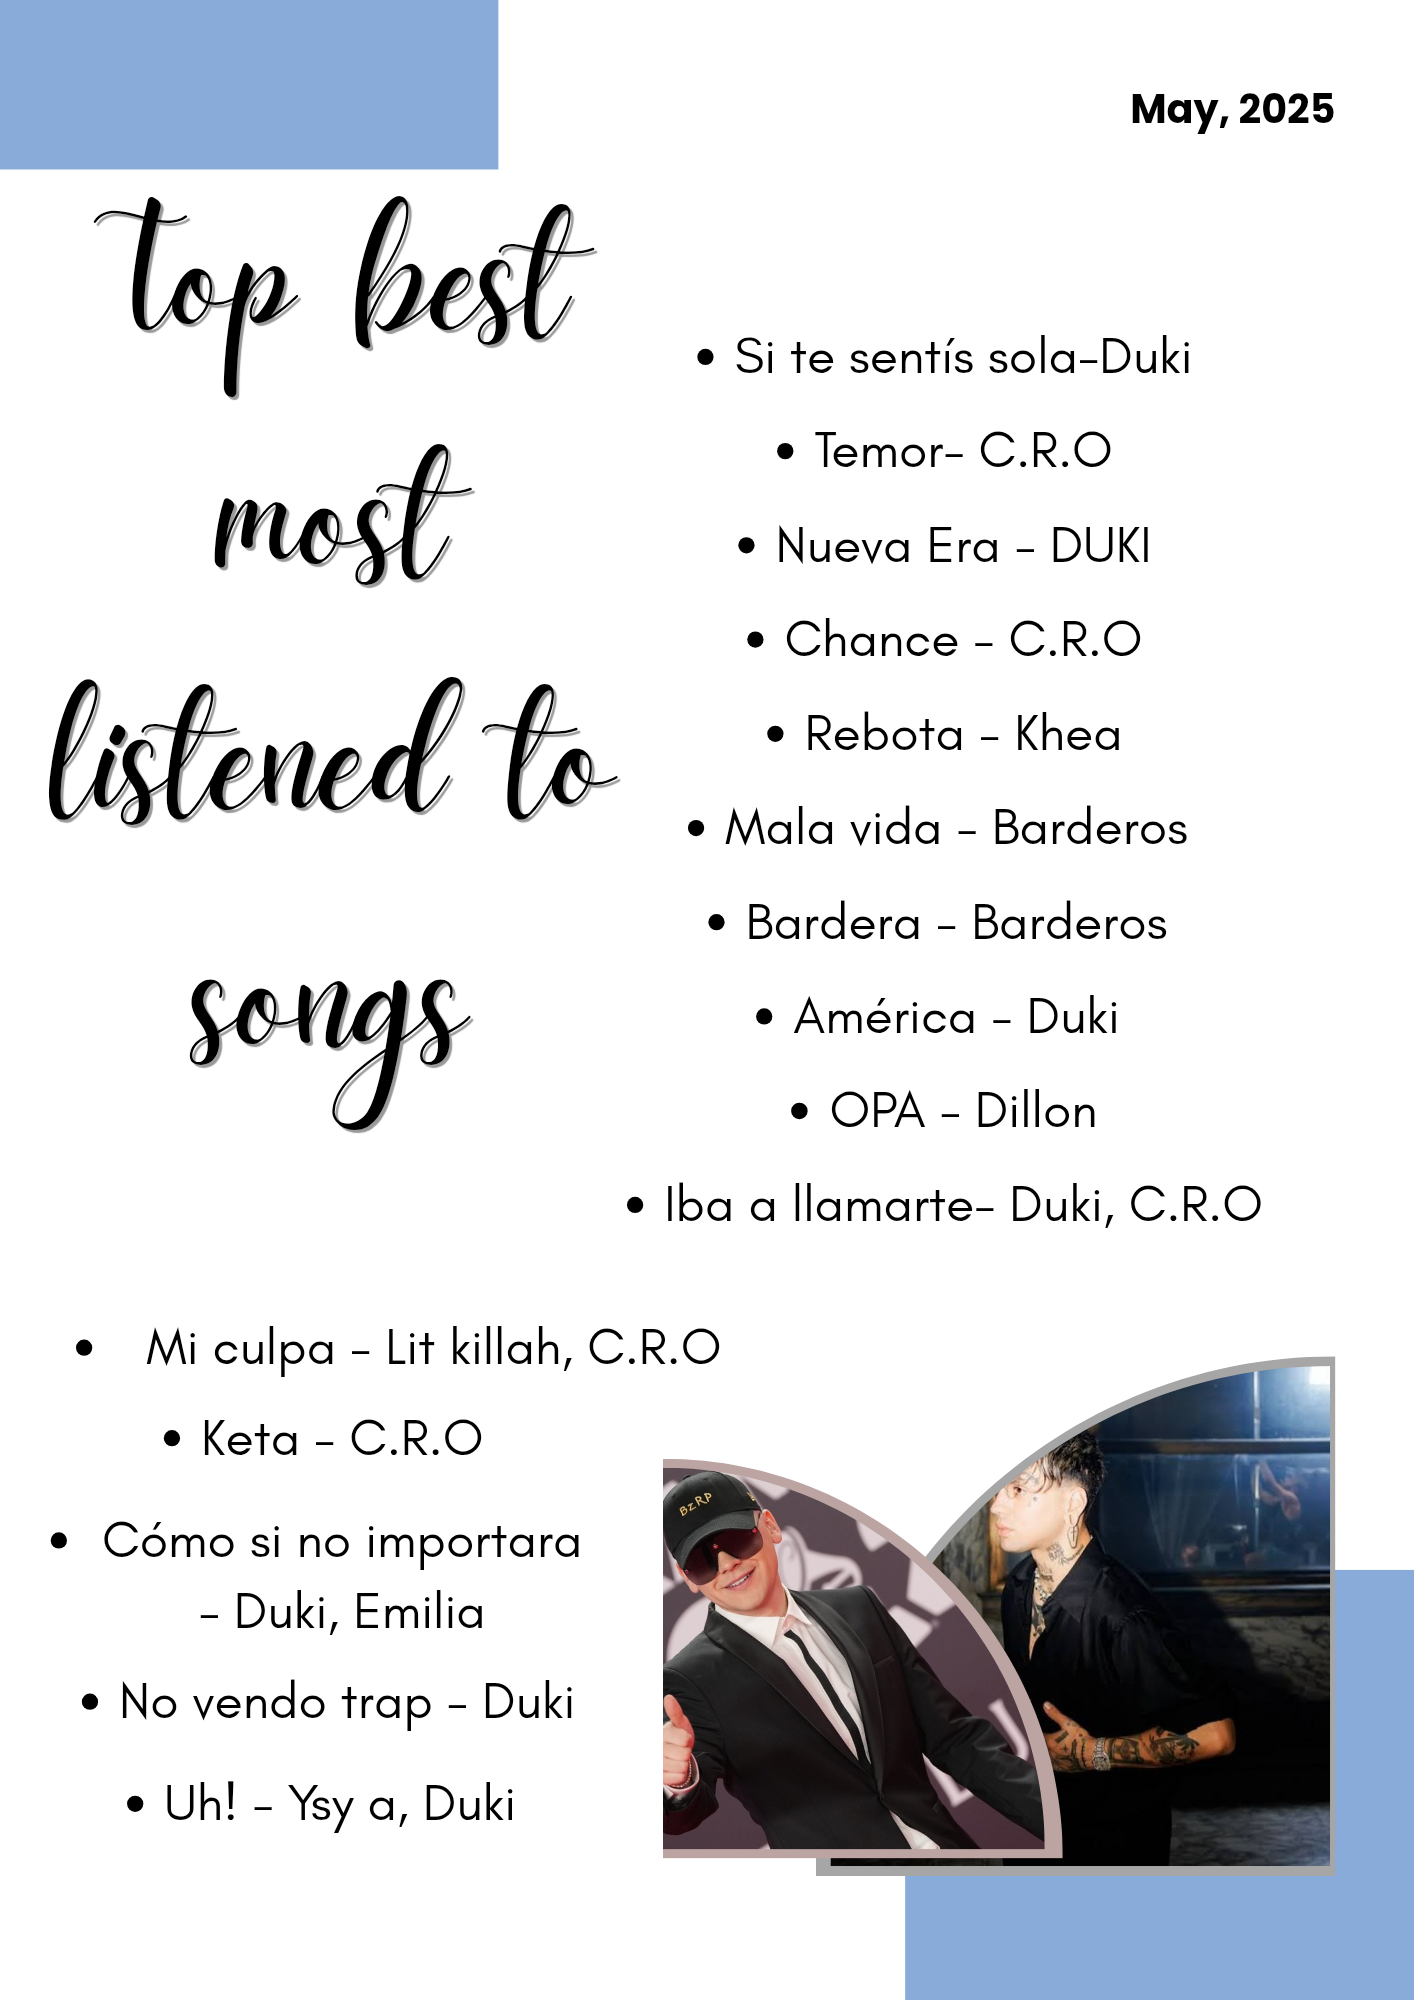 May, 2025
top best
most
listened to
songs
• Si te sentís sola-Duki
• Temor- C.R.O
• Nueva Era - DUKI
• Chance - C.R.O
• Rebota - Khea
• Mala vida - Barderos
• Bardera - Barderos
• América - Duki
• OPA - Dillon
• Iba a llamarte- Duki, C.R.O
• Mi culpa - Lit killah, C.R.O
• Keta - C.R.O
• Cómo si no importara
- Duki, Emilia
• No vendo trap - Duki
• Uh! - Ysy a, Duki
BZRP